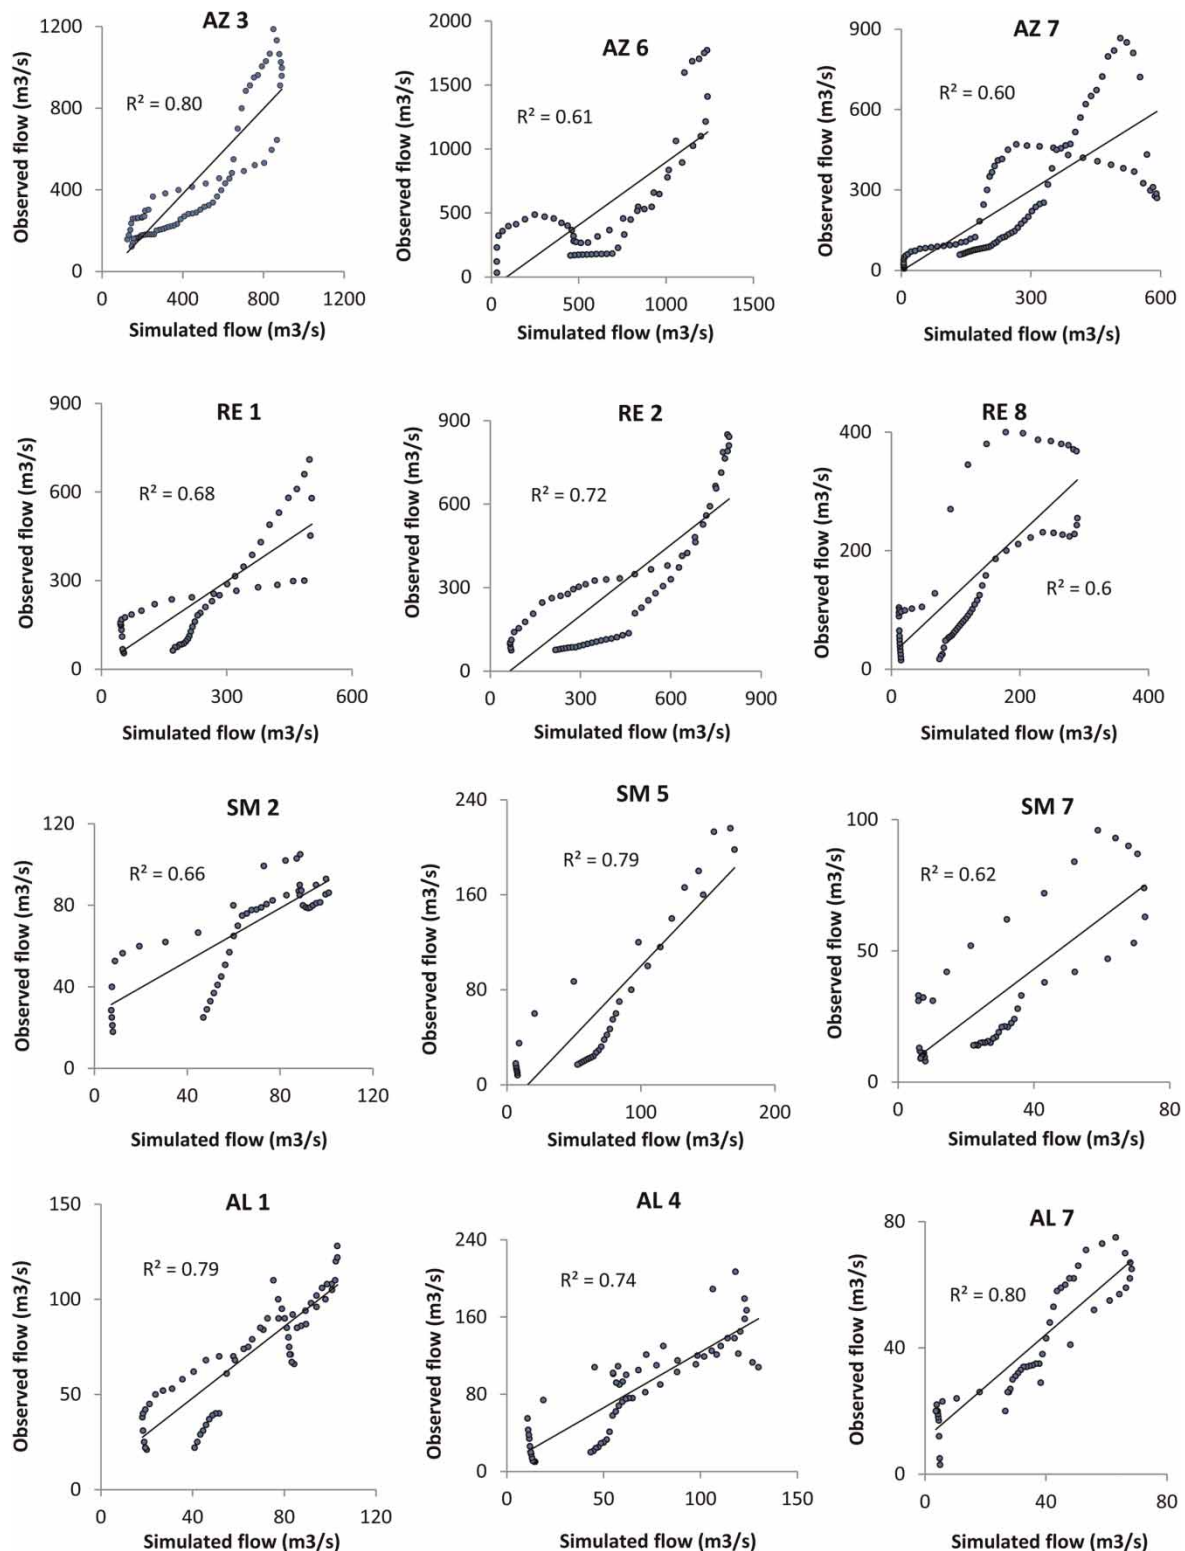 AZ 3
Observed flow (m3/s)
1200
800
400
0
R² = 0.80
0 400 800 1200
Simulated flow (m3/s)
AZ 6
Observed flow (m3/s)
2000
1500
1000
500
0
R² = 0.61
0 500 1000 1500
Simulated flow (m3/s)
AZ 7
Observed flow (m3/s)
900
600
300
0
R² = 0.60
0 300 600
Simulated flow (m3/s)
RE 1
Observed flow (m3/s)
900
600
300
0
R² = 0.68
0 300 600
Simulated flow (m3/s)
RE 2
Observed flow (m3/s)
900
600
300
0
R² = 0.72
0 300 600 900
Simulated flow (m3/s)
RE 8
Observed flow (m3/s)
400
200
0
R² = 0.6
0 200 400
Simulated flow (m3/s)
SM 2
Observed flow (m3/s)
120
80
40
0
R² = 0.66
0 40 80 120
Simulated flow (m3/s)
SM 5
Observed flow (m3/s)
240
160
80
0
R² = 0.79
0 100 200
Simulated flow (m3/s)
SM 7
Observed flow (m3/s)
100
50
0
R² = 0.62
0 40 80
Simulated flow (m3/s)
AL 1
Observed flow (m3/s)
150
100
50
0
R² = 0.79
0 40 80 120
Simulated flow (m3/s)
AL 4
Observed flow (m3/s)
240
160
80
0
R² = 0.74
0 50 100 150
Simulated flow (m3/s)
AL 7
Observed flow (m3/s)
80
40
0
R² = 0.80
0 40 80
Simulated flow (m3/s)